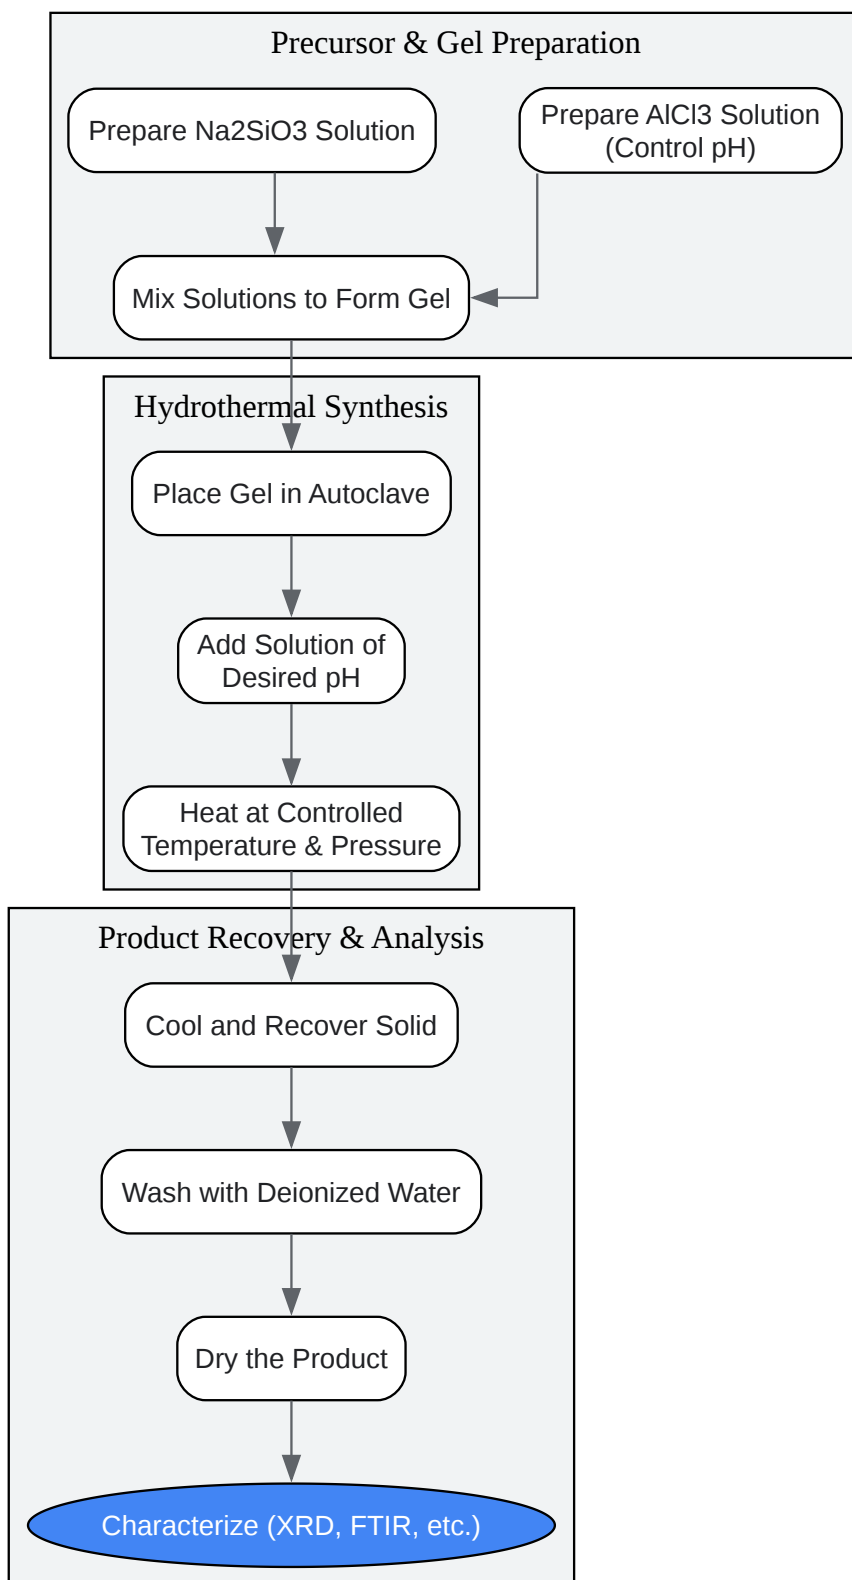 Precursor & Gel Preparation
Prepare Na2SiO3 Solution
Prepare AlCl3 Solution
(Control pH)
Mix Solutions to Form Gel
Hydrothermal Synthesis
Place Gel in Autoclave
Add Solution of
Desired pH
Heat at Controlled
Temperature & Pressure
Product Recovery & Analysis
Cool and Recover Solid
Wash with Deionized Water
Dry the Product
Characterize (XRD, FTIR, etc.)